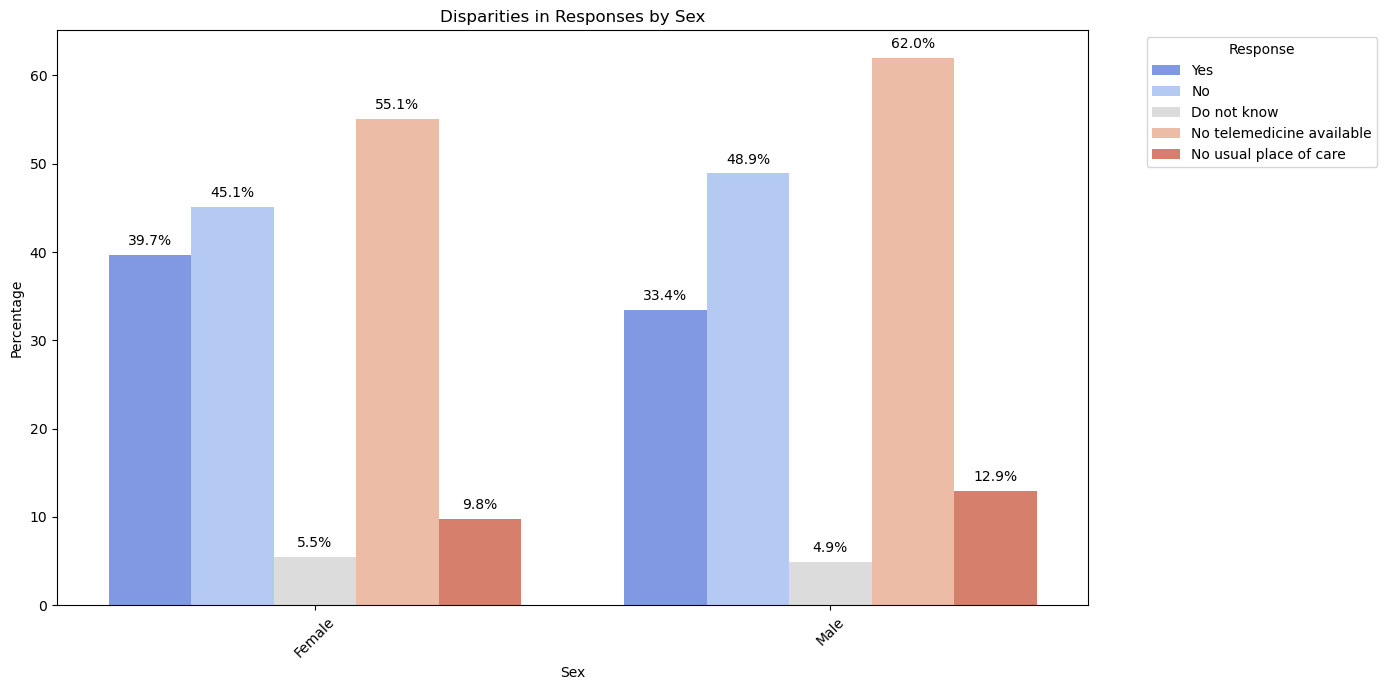 Disparities in Responses by Sex
Response
Yes
No
Do not know
No telemedicine available
No usual place of care
Percentage
60
50
40
30
20
10
0
39.7%
45.1%
5.5%
55.1%
9.8%
33.4%
48.9%
4.9%
62.0%
12.9%
Female
Male
Sex